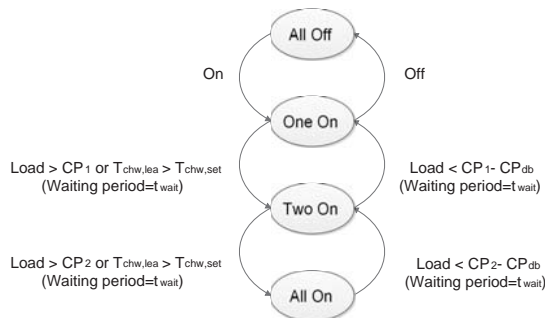 All Off
On
Off
One On
Load > CP1 or Tchw,lea > Tchw,set
(Waiting period=twait)
Load < CP1- CPdb
(Waiting period=twait)
Two On
Load > CP2 or Tchw,lea > Tchw,set
(Waiting period=twait)
Load < CP2- CPdb
(Waiting period=twait)
All On